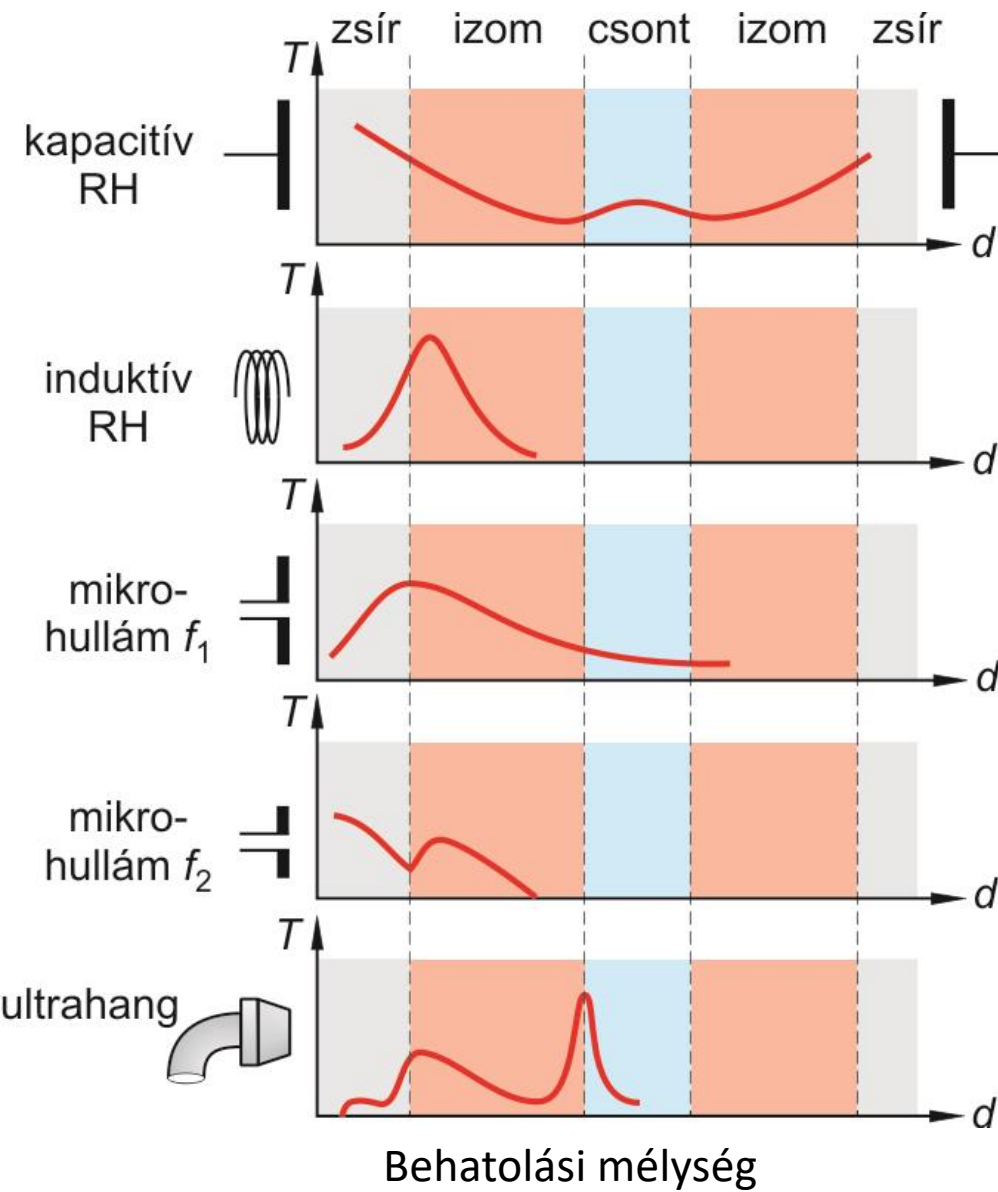 zsír izom csont izom zsír
T
kapacitív
RH
d
T
induktív
RH
d
T
mikro-
hullám f1
d
T
mikro-
hullám f2
d
T
ultrahang
d
Behatolási mélység